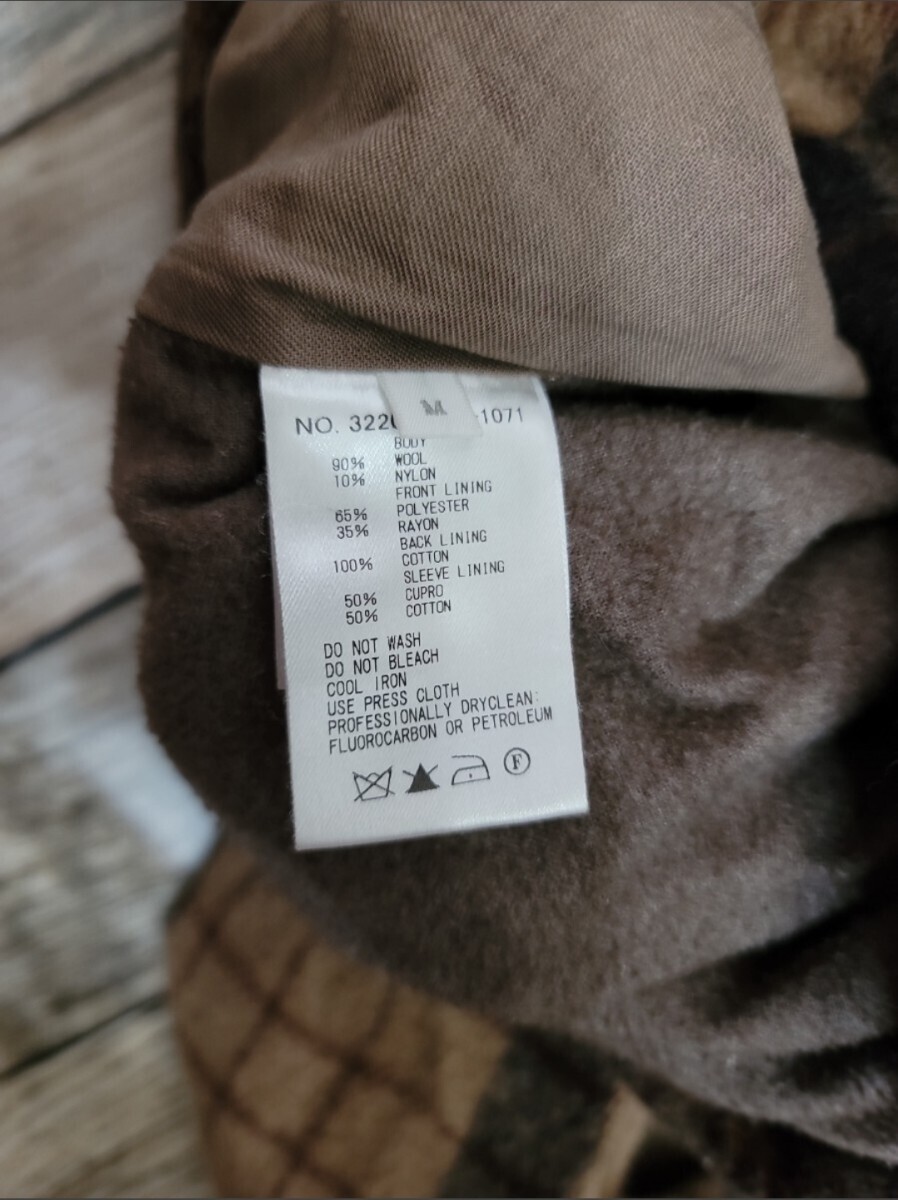 M
NO. 322 1071
BODY
90% WOOL
10% NYLON
FRONT LINING
65% POLYESTER
35% RAYON
BACK LINING
100% COTTON
SLEEVE LINING
50% CUPRO
50% COTTON
DO NOT WASH
DO NOT BLEACH
COOL IRON
USE PRESS CLOTH
PROFESSIONALLY DRYCLEAN:
FLUOROCARBON OR PETROLEUM
F